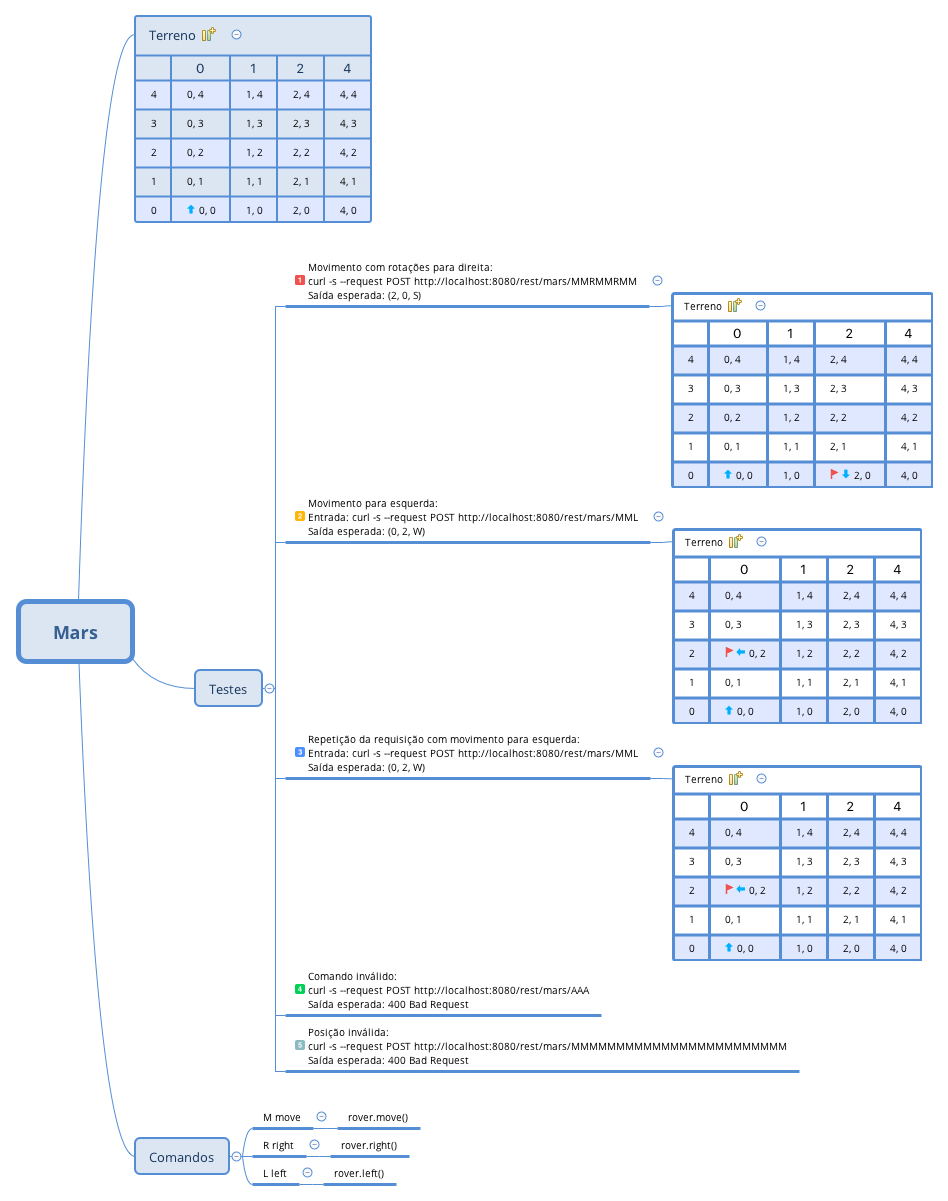 Terreno
0 1 2 4
4 0, 4 1, 4 2, 4 4, 4
3 0, 3 1, 3 2, 3 4, 3
2 0, 2 1, 2 2, 2 4, 2
1 0, 1 1, 1 2, 1 4, 1
0 0, 0 1, 0 2, 0 4, 0
Mars
Testes
1
Movimento com rotações para direita:
curl -s --request POST http://localhost:8080/rest/mars/MMRMMRMM
Saída esperada: (2, 0, S)
Terreno
0 1 2 4
4 0, 4 1, 4 2, 4 4, 4
3 0, 3 1, 3 2, 3 4, 3
2 0, 2 1, 2 2, 2 4, 2
1 0, 1 1, 1 2, 1 4, 1
0 0, 0 1, 0 2, 0 4, 0
2
Movimento para esquerda:
Entrada: curl -s --request POST http://localhost:8080/rest/mars/MML
Saída esperada: (0, 2, W)
Terreno
0 1 2 4
4 0, 4 1, 4 2, 4 4, 4
3 0, 3 1, 3 2, 3 4, 3
2 0, 2 1, 2 2, 2 4, 2
1 0, 1 1, 1 2, 1 4, 1
0 0, 0 1, 0 2, 0 4, 0
3
Repetição da requisição com movimento para esquerda:
Entrada: curl -s --request POST http://localhost:8080/rest/mars/MML
Saída esperada: (0, 2, W)
Terreno
0 1 2 4
4 0, 4 1, 4 2, 4 4, 4
3 0, 3 1, 3 2, 3 4, 3
2 0, 2 1, 2 2, 2 4, 2
1 0, 1 1, 1 2, 1 4, 1
0 0, 0 1, 0 2, 0 4, 0
4
Comando inválido:
curl -s --request POST http://localhost:8080/rest/mars/AAA
Saída esperada: 400 Bad Request
5
Posição inválida:
curl -s --request POST http://localhost:8080/rest/mars/MMMMMMMMMMMMMMMMMMMMMMMM
Saída esperada: 400 Bad Request
Comandos
M move rover.move()
R right rover.right()
L left rover.left()